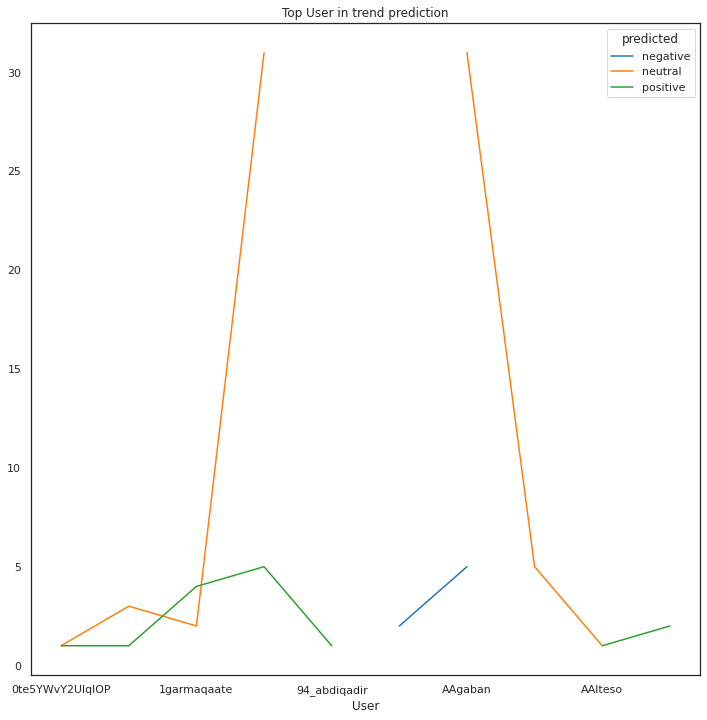 Top User in trend prediction
predicted
negative
neutral
positive
30
25
20
15
10
5
0
0te5YWvY2UlqIOP 1garmaqaate 94_abdiqadir AAgaban AAlteso
User